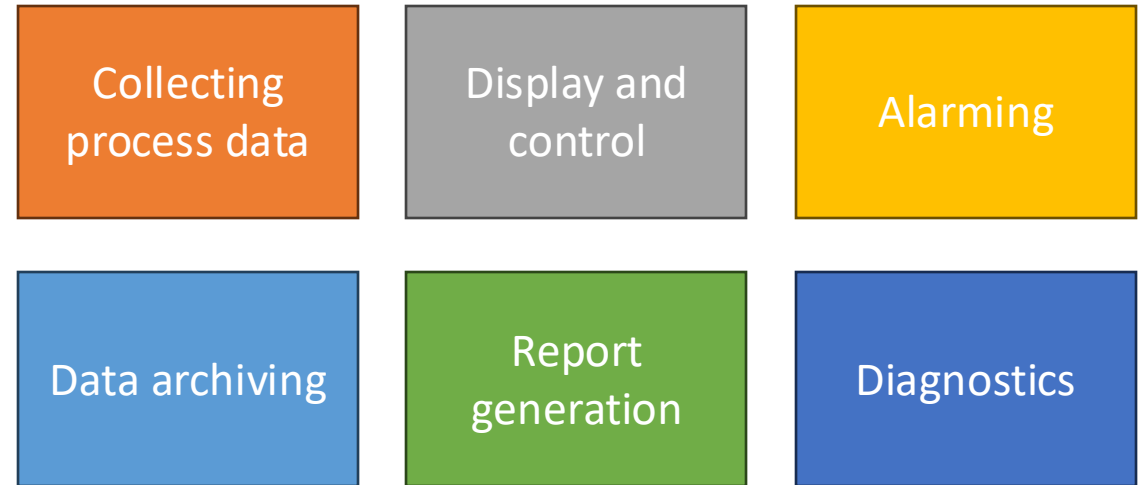 Collecting
process data
Display and
control
Alarming
Data archiving
Report
generation
Diagnostics